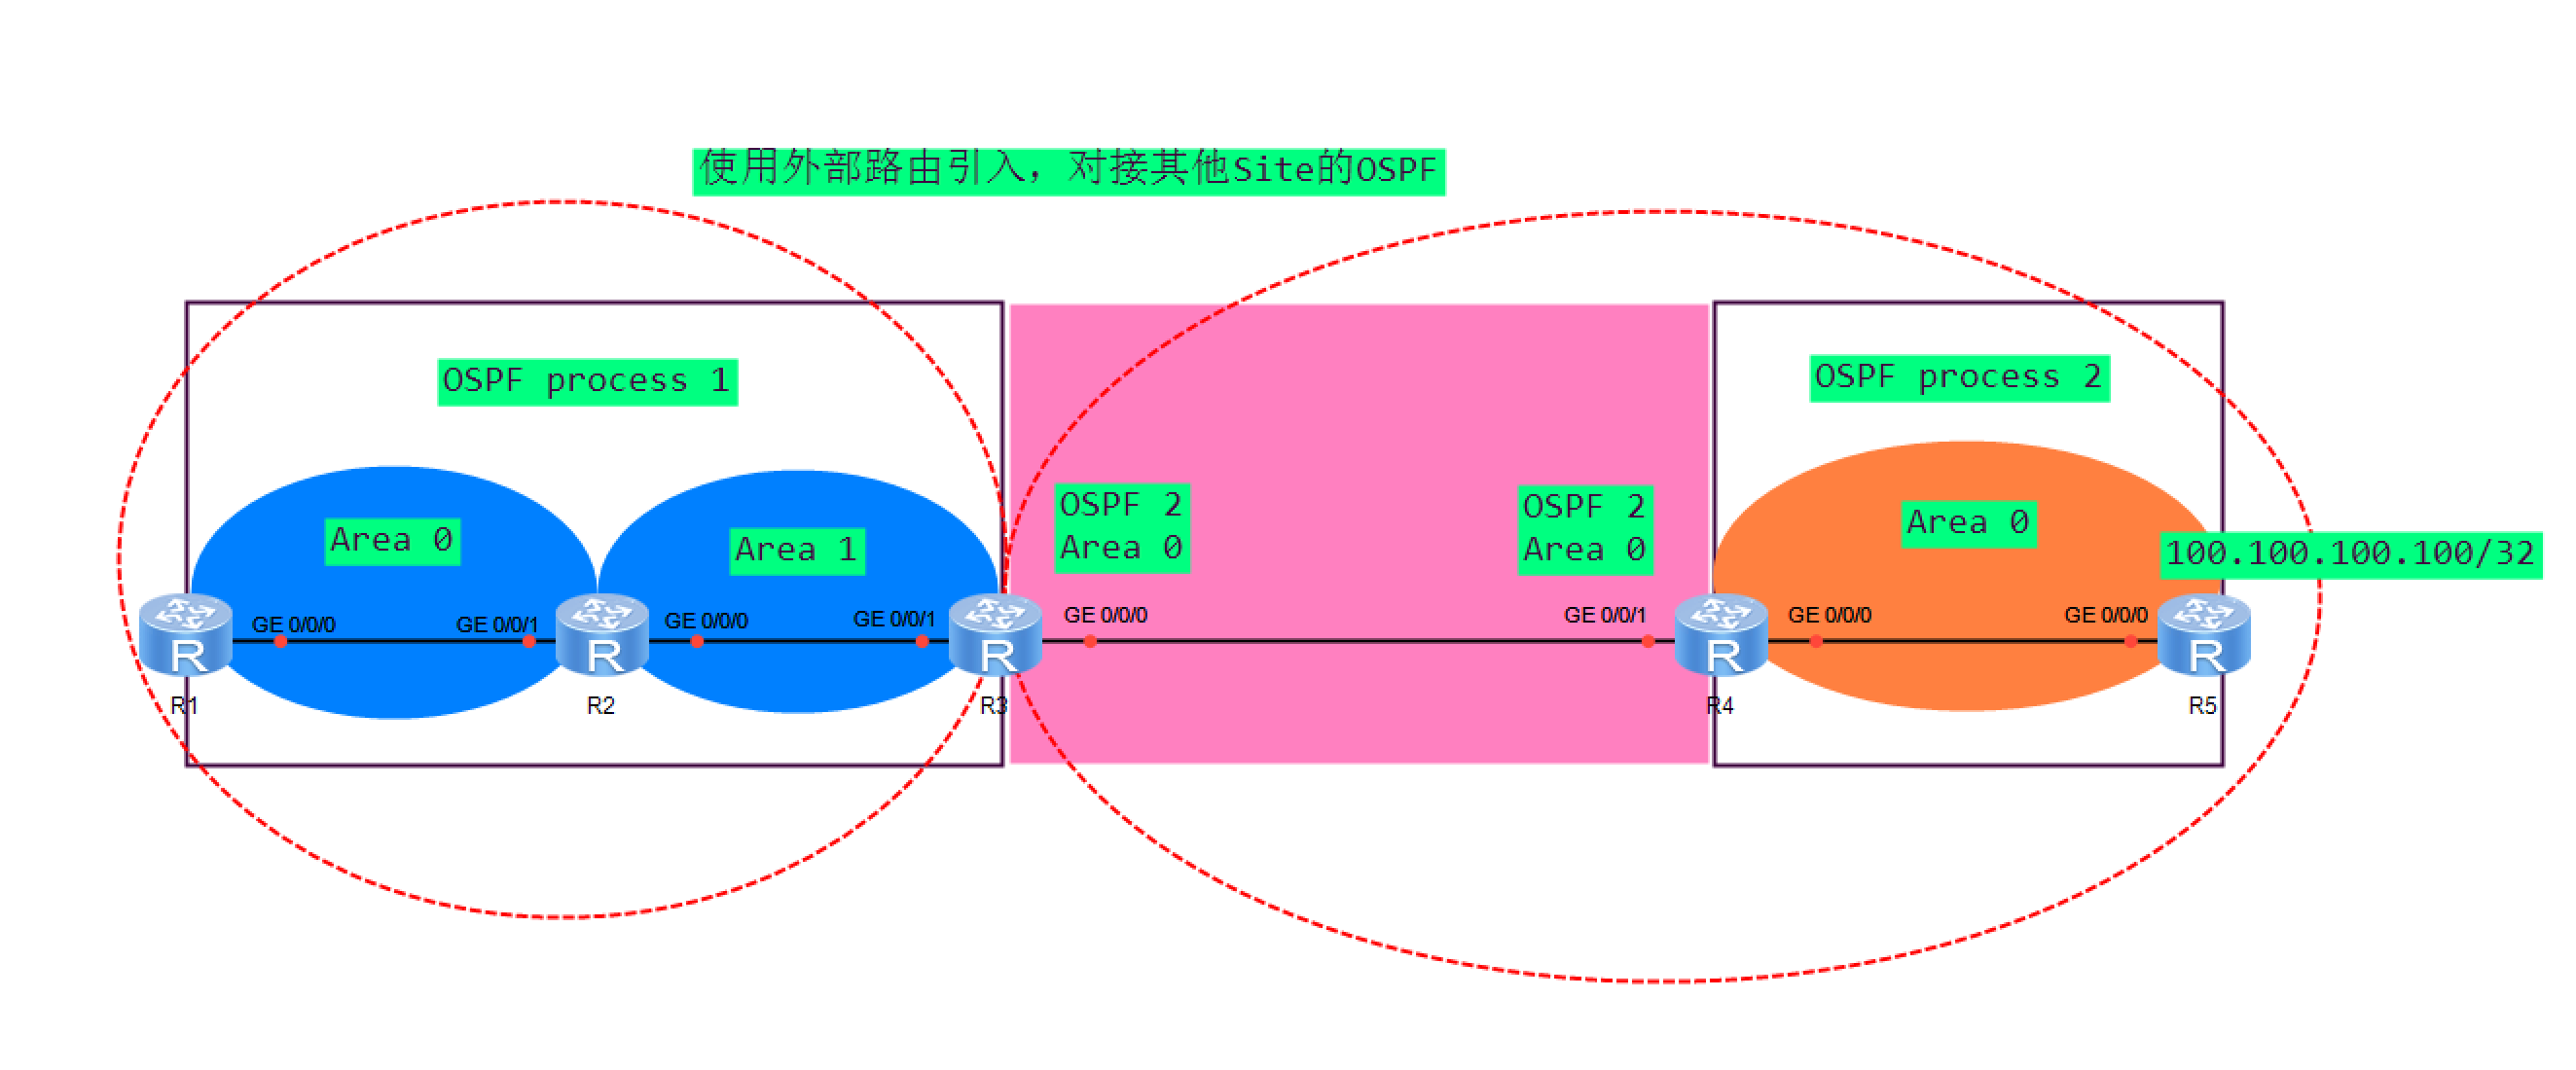 使用外部路由引入，对接其他Site的OSPF
OSPF process 1
OSPF process 2
Area 0
Area 1
OSPF 2
Area 0
OSPF 2
Area 0
Area 0
100.100.100.100/32
GE 0/0/0
GE 0/0/1
GE 0/0/0
GE 0/0/1
GE 0/0/0
GE 0/0/1
GE 0/0/0
GE 0/0/0
R
R
R
R
R
R1
R2
R3
R4
R5